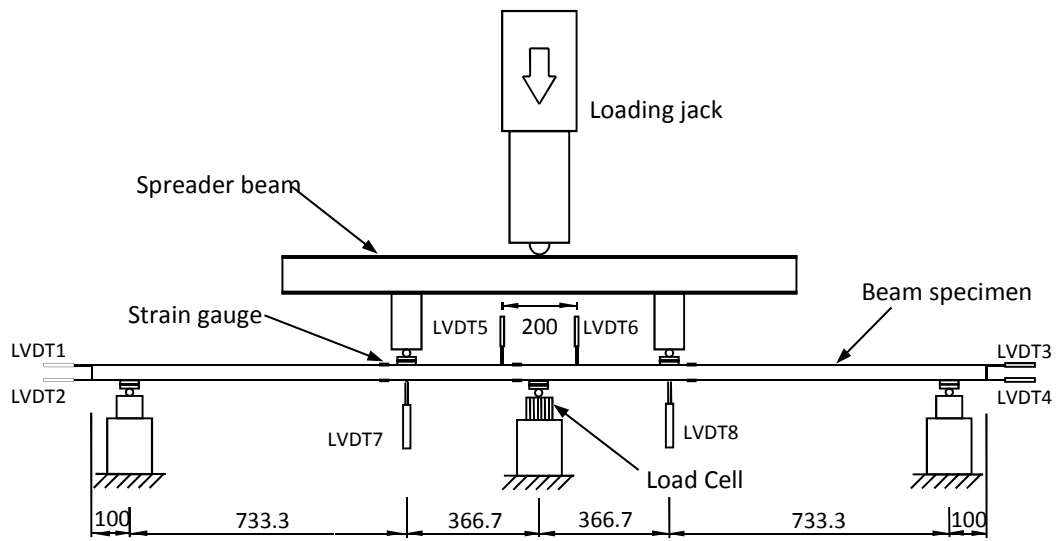 Loading jack
Spreader beam
Strain gauge
LVDT5
200
LVDT6
Beam specimen
LVDT1
LVDT3
LVDT2
LVDT4
LVDT7
LVDT8
Load Cell
100
733.3
366.7
366.7
733.3
100